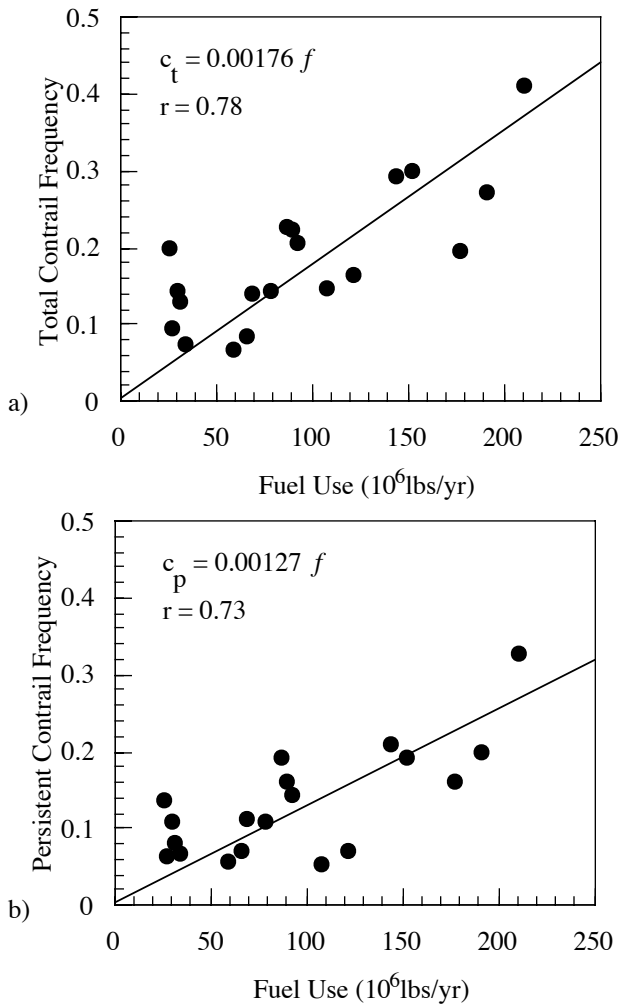 0.5
c_t = 0.00176 f
r = 0.78
0.4
0.3
0.2
0.1
0
Total Contrail Frequency
a)
0 50 100 150 200 250
Fuel Use (10^6lbs/yr)
0.5
c_p = 0.00127 f
r = 0.73
0.4
0.3
0.2
0.1
0
Persistent Contrail Frequency
b)
0 50 100 150 200 250
Fuel Use (10^6lbs/yr)